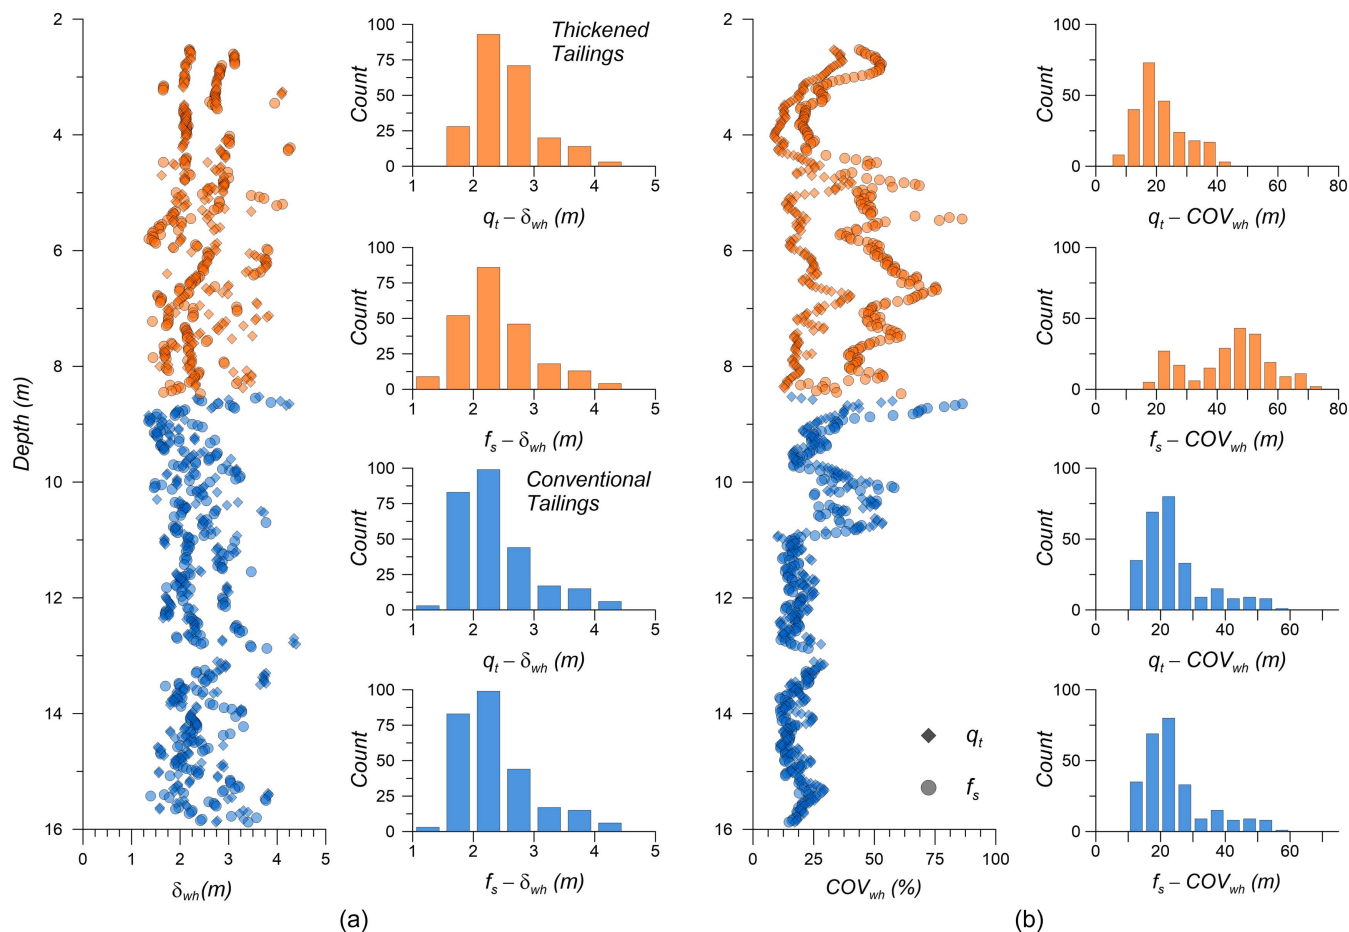 Thickened
Tailings
100
75
50
25
0
Count
1 2 3 4 5
qt – δwh (m)
100
75
50
25
0
Count
1 2 3 4 5
fs – δwh (m)
Conventional
Tailings
100
75
50
25
0
Count
1 2 3 4 5
qt – δwh (m)
100
75
50
25
0
Count
1 2 3 4 5
fs – δwh (m)
2
4
6
8
10
12
14
16
Depth (m)
0 1 2 3 4 5
δwh(m)
(a)
2
4
6
8
10
12
14
16
0 25 50 75 100
COVwh (%)
qt
fs
100
50
0
Count
0 20 40 60 80
qt – COVwh (m)
100
50
0
Count
0 20 40 60 80
fs – COVwh (m)
100
50
0
Count
0 20 40 60
qt – COVwh (m)
100
50
0
Count
0 20 40 60
fs – COVwh (m)
(b)